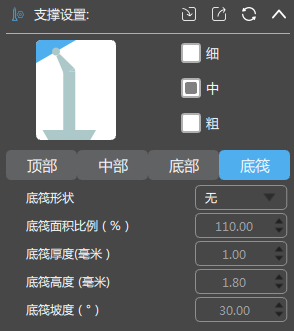 支撑设置:
细
中
粗
顶部 中部 底部 底筏
底筏形状 无
底筏面积比例（%） 110.00
底筏厚度(毫米) 1.00
底筏高度 (毫米) 1.80
底筏坡度（°） 30.00